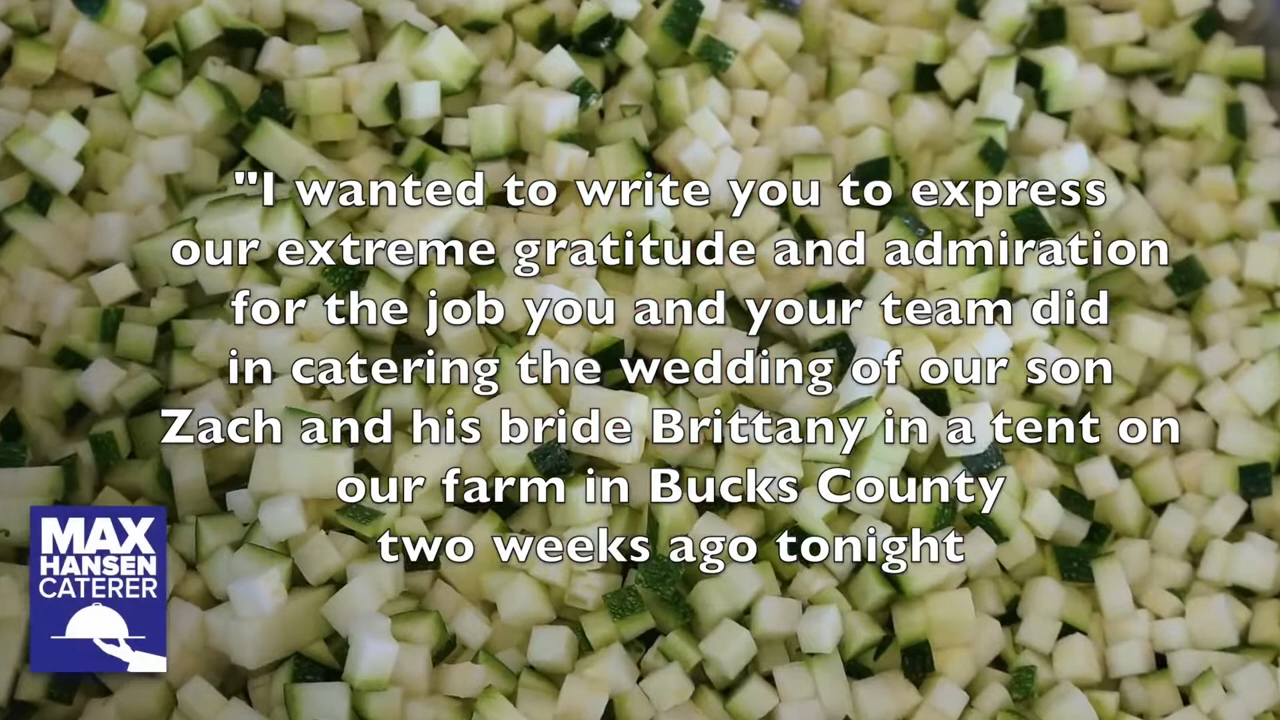 "I wanted to write you to express
our extreme gratitude and admiration
for the job you and your team did
in catering the wedding of our son
Zach and his bride Brittany in a tent on
our farm in Bucks County
two weeks ago tonight
MAX
HANSEN
CATERER